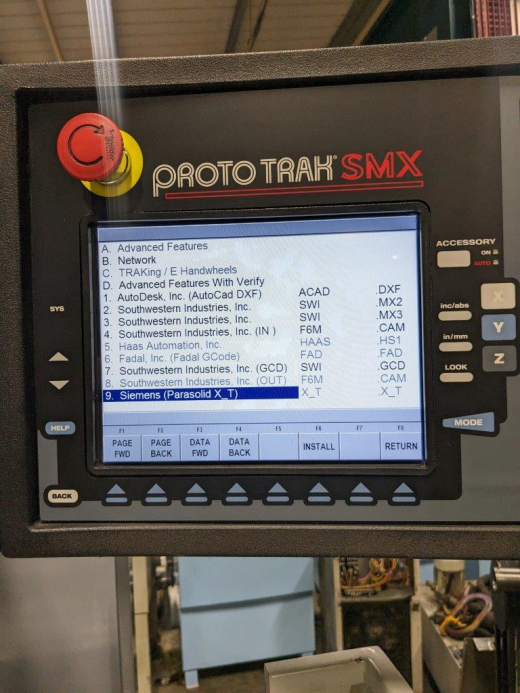 PROTO TRAK® SMX
A. Advanced Features
B. Network
C. TRAKing / E Handwheels
D. Advanced Features With Verify
1. AutoDesk, Inc. (AutoCad DXF) ACAD .DXF
2. Southwestern Industries, Inc. SWI .MX2
3. Southwestern Industries, Inc. SWI .MX3
4. Southwestern Industries, Inc. (IN ) F6M .CAM
5. Haas Automation, Inc. HAAS .HS1
6. Fadal, Inc. (Fadal GCode) FAD .FAD
7. Southwestern Industries, Inc. (GCD) SWI .GCD
8. Southwestern Industries, Inc. (OUT) F6M .CAM
9. Siemens (Parasolid X_T) X_T .X_T
F1 F2 F3 F4 F5 F6 F7 F8
PAGE FWD
PAGE BACK
DATA FWD
DATA BACK
INSTALL
RETURN
SYS
HELP
BACK
ACCESSORY
ON
AUTO
inc/abs
in/mm
LOOK
X
Y
Z
MODE